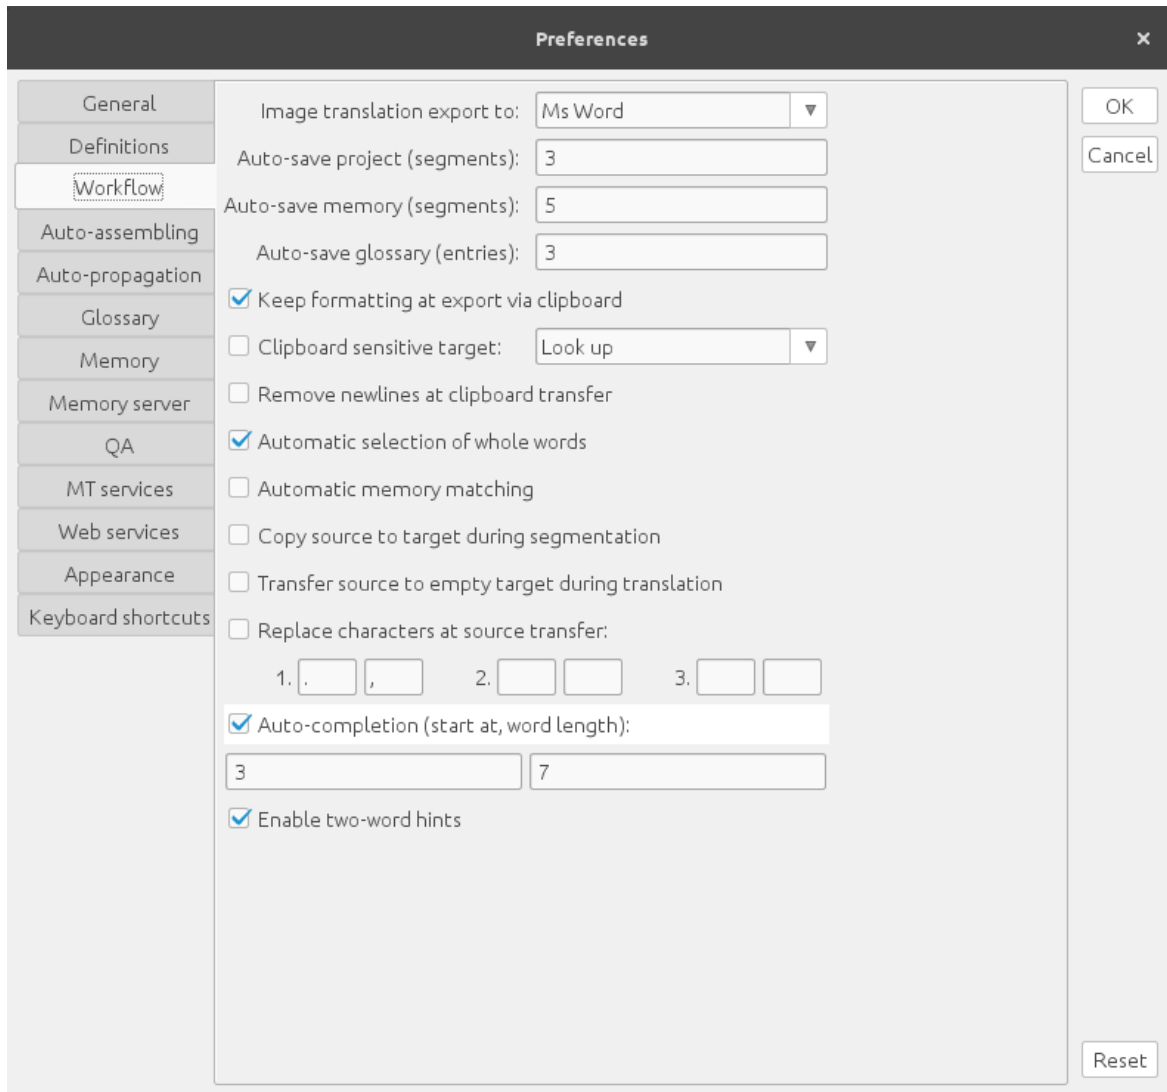 Preferences ×
General
Definitions
Workflow
Auto-assembling
Auto-propagation
Glossary
Memory
Memory server
QA
MT services
Web services
Appearance
Keyboard shortcuts
Image translation export to: Ms Word
Auto-save project (segments): 3
Auto-save memory (segments): 5
Auto-save glossary (entries): 3
Keep formatting at export via clipboard
Clipboard sensitive target: Look up
Remove newlines at clipboard transfer
Automatic selection of whole words
Automatic memory matching
Copy source to target during segmentation
Transfer source to empty target during translation
Replace characters at source transfer:
1. . , 2. 3.
Auto-completion (start at, word length):
3 7
Enable two-word hints
OK
Cancel
Reset